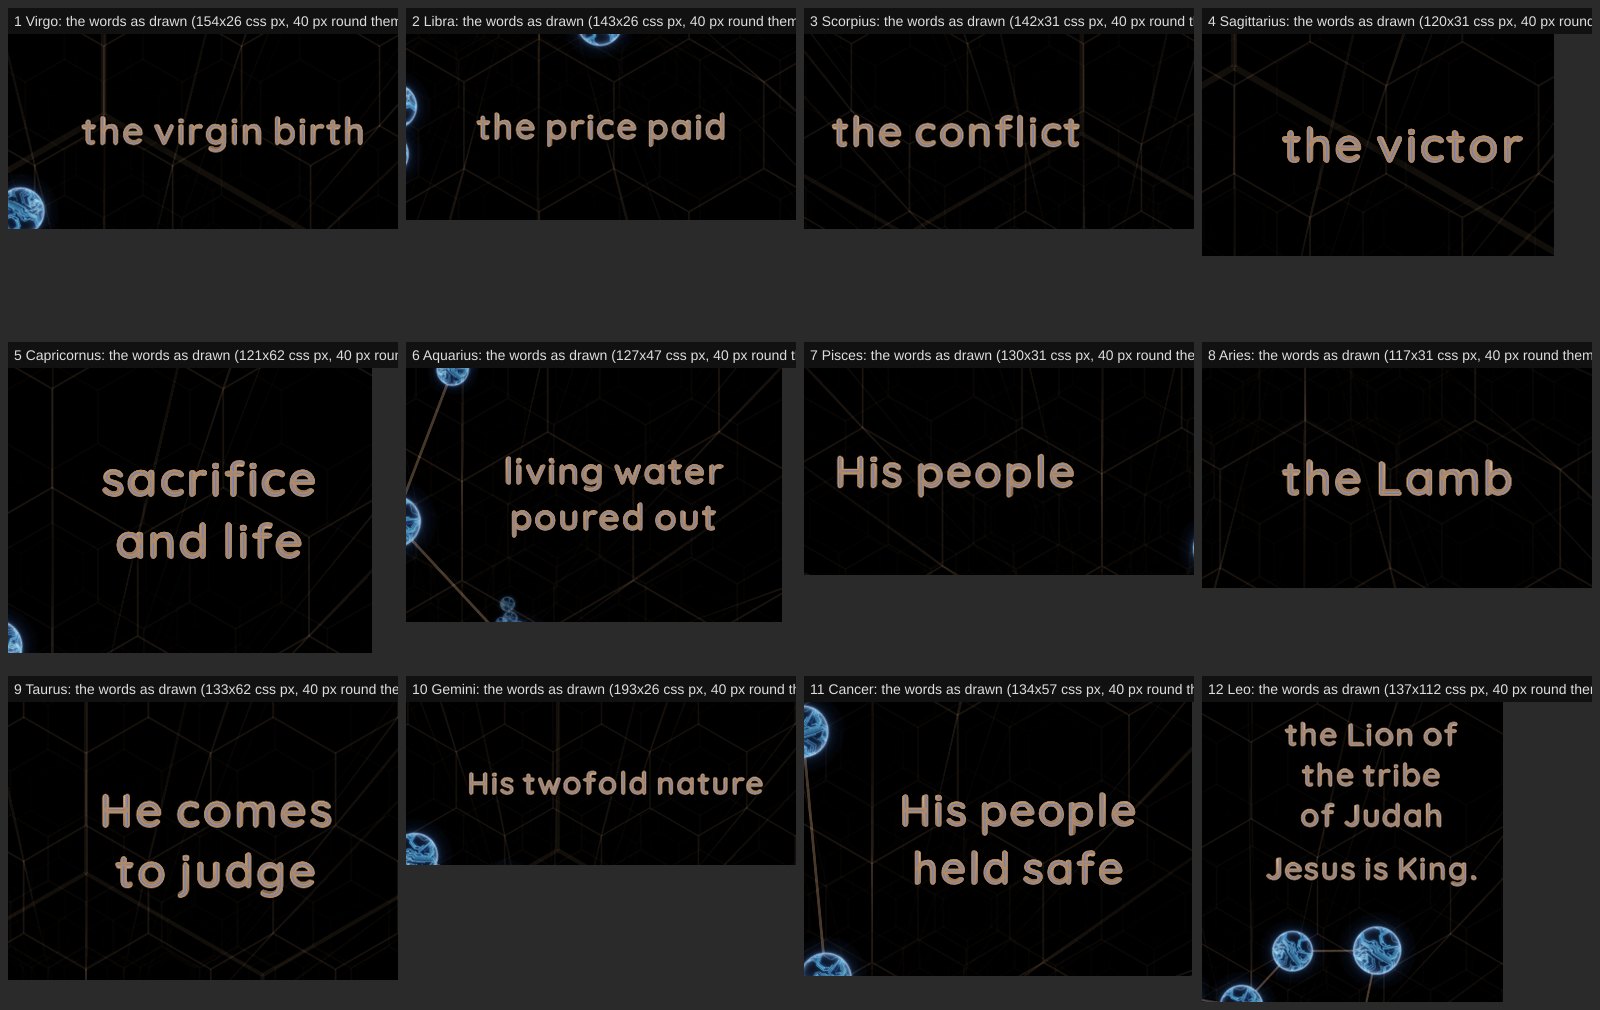 1 Virgo: the words as drawn (154x26 css px, 40 px round them
the virgin birth
2 Libra: the words as drawn (143x26 css px, 40 px round them
the price paid
3 Scorpius: the words as drawn (142x31 css px, 40 px round t
the conflict
4 Sagittarius: the words as drawn (120x31 css px, 40 px round
the victor
5 Capricornus: the words as drawn (121x62 css px, 40 px roun
sacrifice
and life
6 Aquarius: the words as drawn (127x47 css px, 40 px round t
living water
poured out
7 Pisces: the words as drawn (130x31 css px, 40 px round the
His people
8 Aries: the words as drawn (117x31 css px, 40 px round them
the Lamb
9 Taurus: the words as drawn (133x62 css px, 40 px round the
He comes
to judge
10 Gemini: the words as drawn (193x26 css px, 40 px round th
His twofold nature
11 Cancer: the words as drawn (134x57 css px, 40 px round th
His people
held safe
12 Leo: the words as drawn (137x112 css px, 40 px round ther
the Lion of
the tribe
of Judah
Jesus is King.